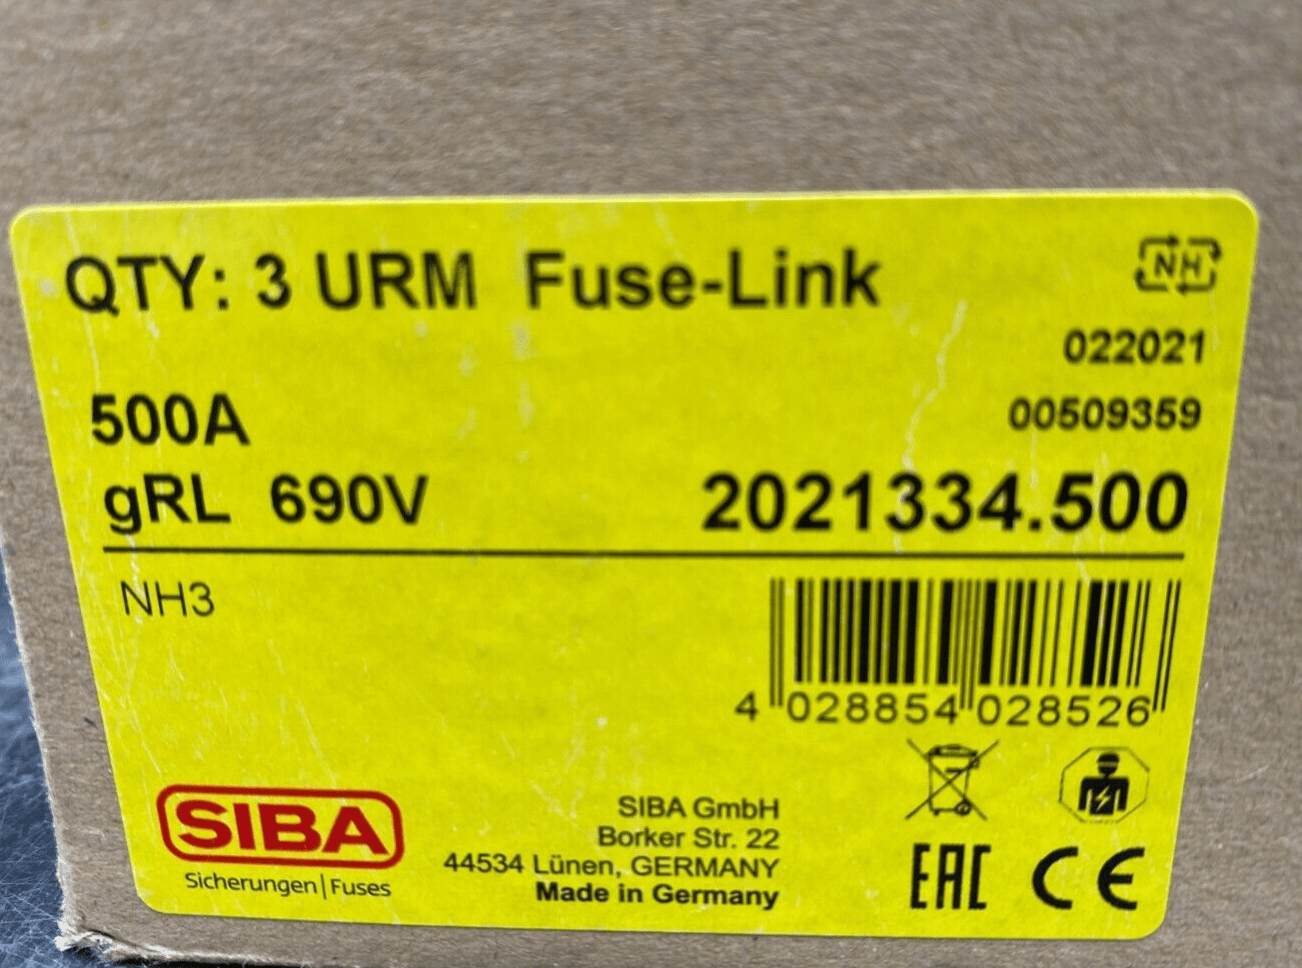 QTY: 3 URM Fuse-Link
NH
022021
500A
00509359
gRL 690V
2021334.500
NH3
4 028854 028526
SIBA
Sicherungen|Fuses
SIBA GmbH
Borker Str. 22
44534 Lünen, GERMANY
Made in Germany
EAC CE